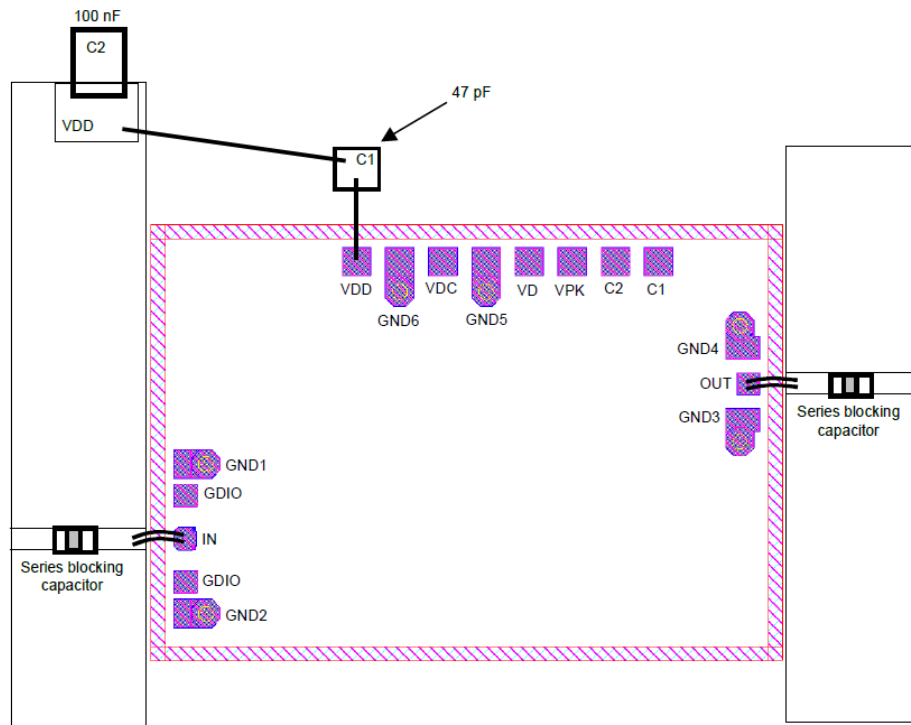 100 nF
C2
47 pF
VDD
C1
VDD
VDC
VD
VPK
C2
C1
GND6
GND5
GND4
OUT
GND3
Series blocking
capacitor
GND1
GDIO
IN
Series blocking
capacitor
GDIO
GND2